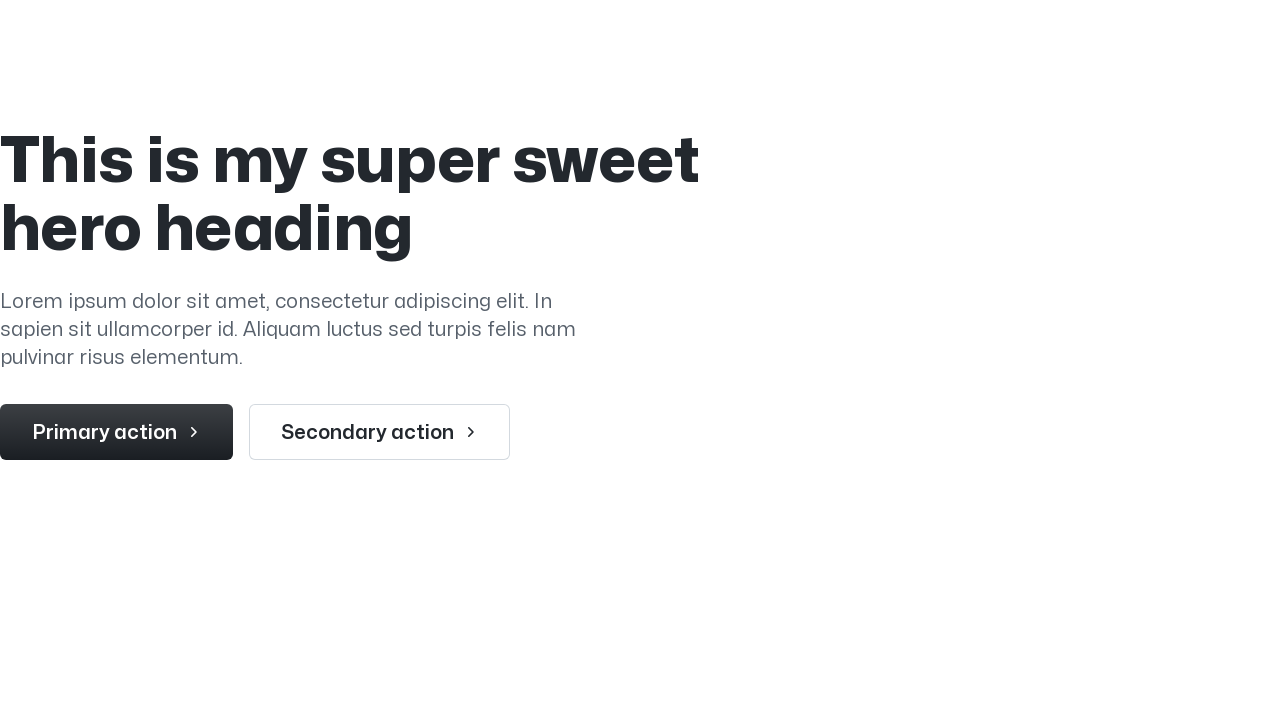 This is my super sweet
hero heading
Lorem ipsum dolor sit amet, consectetur adipiscing elit. In
sapien sit ullamcorper id. Aliquam luctus sed turpis felis nam
pulvinar risus elementum.
Primary action
Secondary action